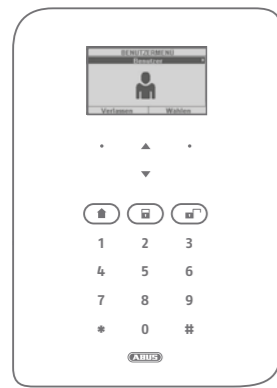 BENUTZERMENÜ
Benutzer
Verlassen Wählen
1 2 3
4 5 6
7 8 9
* 0 #
ABUS